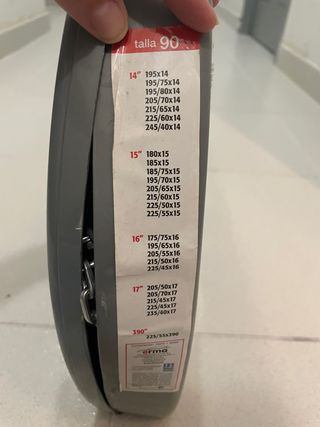 talla 90
14" 195x14
195/75x14
195/80x14
205/70x14
215/65x14
225/60x14
245/40x14
15" 180x15
185x15
185/75x15
195/70x15
205/65x15
215/60x15
225/50x15
225/55x15
16" 175/75x16
195/65x16
205/55x16
215/50x16
225/45x16
17" 205/50x17
205/70x17
215/45x17
225/45x17
235/40x17
390" 225/55x390
erma